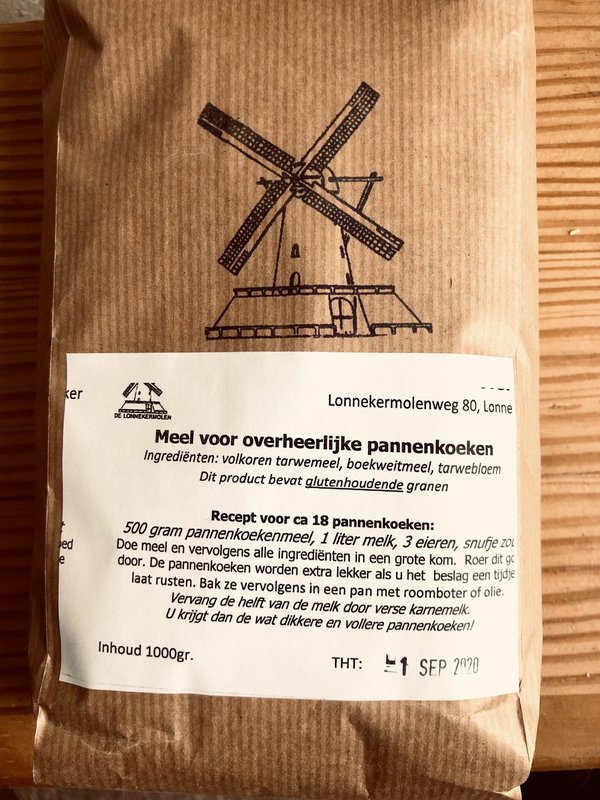 ker
DE LONNEKERMOLEN
Lonnekermolenweg 80, Lonne
Meel voor overheerlijke pannenkoeken
Ingrediënten: volkoren tarwemeel, boekweitmeel, tarwebloem
Dit product bevat glutenhoudende granen
Recept voor ca 18 pannenkoeken:
500 gram pannenkoekenmeel, 1 liter melk, 3 eieren, snufje zou
Doe meel en vervolgens alle ingrediënten in een grote kom. Roer dit go
door. De pannenkoeken worden extra lekker als u het beslag een tijdje
laat rusten. Bak ze vervolgens in een pan met roomboter of olie.
Vervang de helft van de melk door verse karnemelk.
U krijgt dan de wat dikkere en vollere pannenkoeken!
Inhoud 1000gr.
THT: 1 SEP 2020